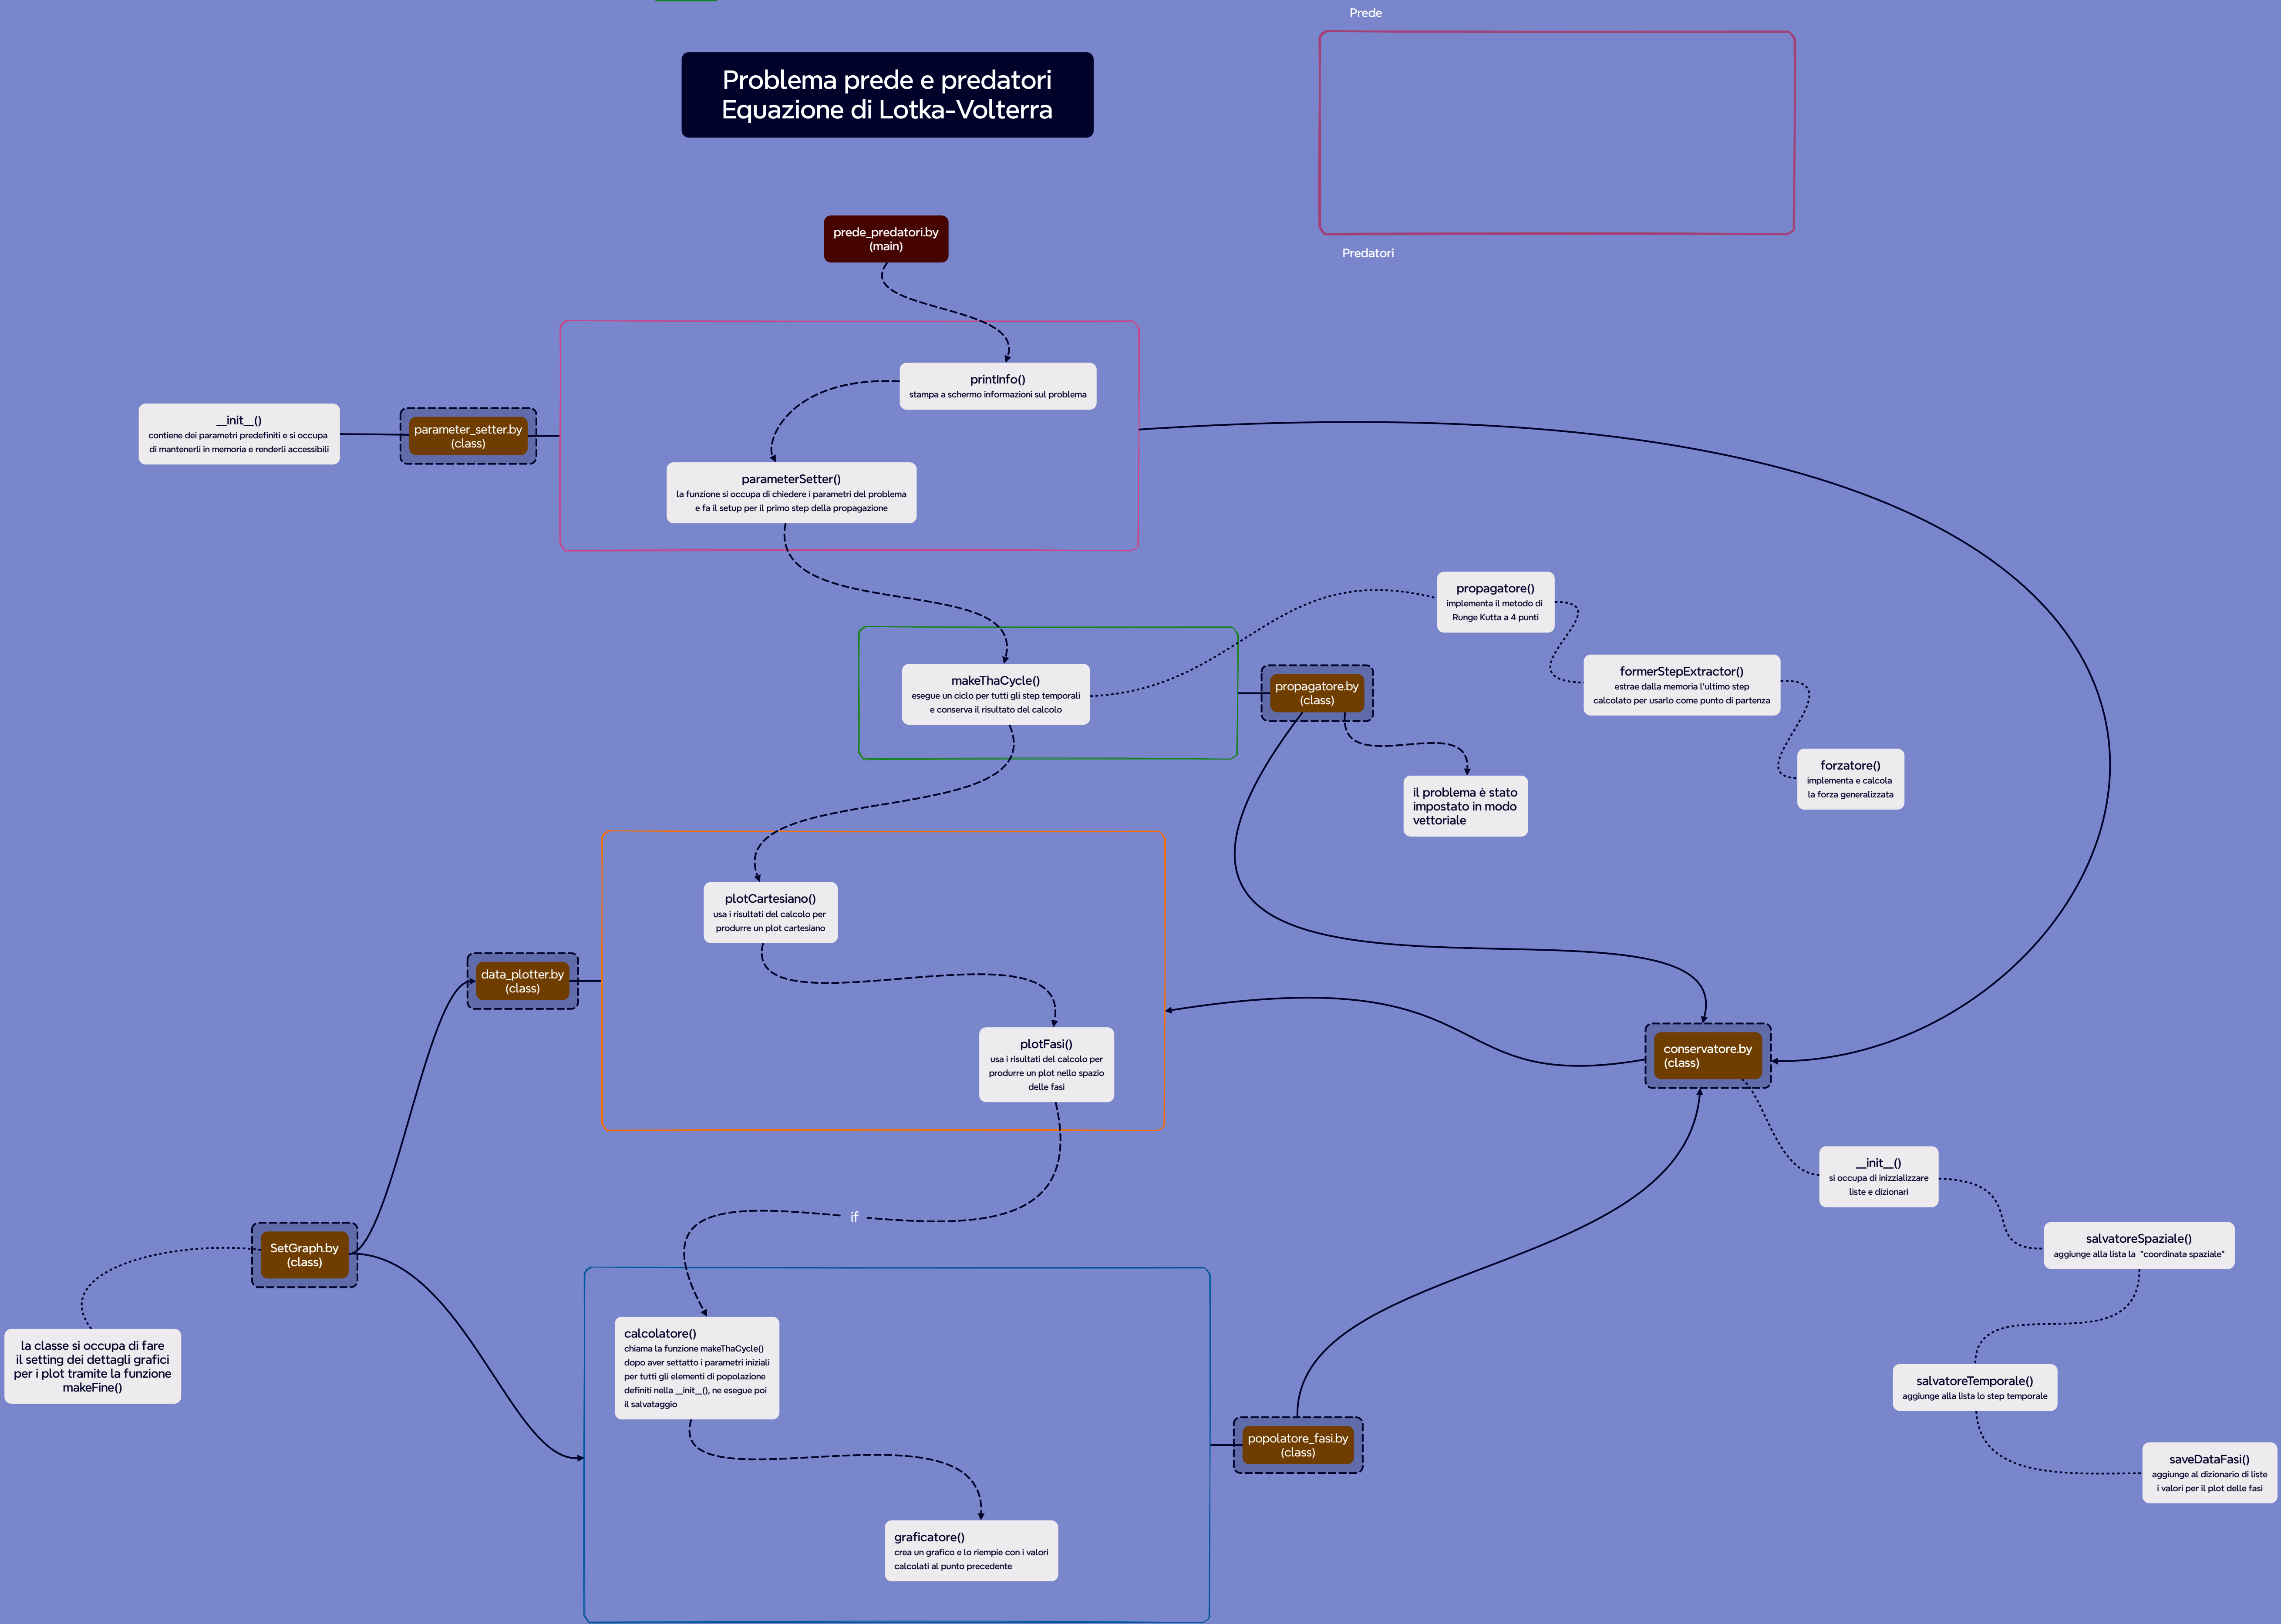 Prede
Problema prede e predatori
Equazione di Lotka-Volterra
prede_predatori.by
(main)
Predatori
printInfo()
stampa a schermo informazioni sul problema
__init__()
contiene dei parametri predefiniti e si occupa
di mantenerli in memoria e renderli accessibili
parameter_setter.by
(class)
parameterSetter()
la funzione si occupa di chiedere i parametri del problema
e fa il setup per il primo step della propagazione
propagatore()
implementa il metodo di
Runge Kutta a 4 punti
makeThaCycle()
esegue un ciclo per tutti gli step temporali
e conserva il risultato del calcolo
propagatore.by
(class)
formerStepExtractor()
estrae dalla memoria l'ultimo step
calcolato per usarlo come punto di partenza
forzatore()
implementa e calcola
la forza generalizzata
il problema è stato
impostato in modo
vettoriale
plotCartesiano()
usa i risultati del calcolo per
produrre un plot cartesiano
data_plotter.by
(class)
plotFasi()
usa i risultati del calcolo per
produrre un plot nello spazio
delle fasi
conservatore.by
(class)
__init__()
si occupa di inizzializzare
liste e dizionari
if
SetGraph.by
(class)
salvatoreSpaziale()
aggiunge alla lista la "coordinata spaziale"
la classe si occupa di fare
il setting dei dettagli grafici
per i plot tramite la funzione
makeFine()
calcolatore()
chiama la funzione makeThaCycle()
dopo aver settatto i parametri iniziali
per tutti gli elementi di popolazione
definiti nella __init__(), ne esegue poi
il salvataggio
salvatoreTemporale()
aggiunge alla lista lo step temporale
popolatore_fasi.by
(class)
saveDataFasi()
aggiunge al dizionario di liste
i valori per il plot delle fasi
graficatore()
crea un grafico e lo riempie con i valori
calcolati al punto precedente